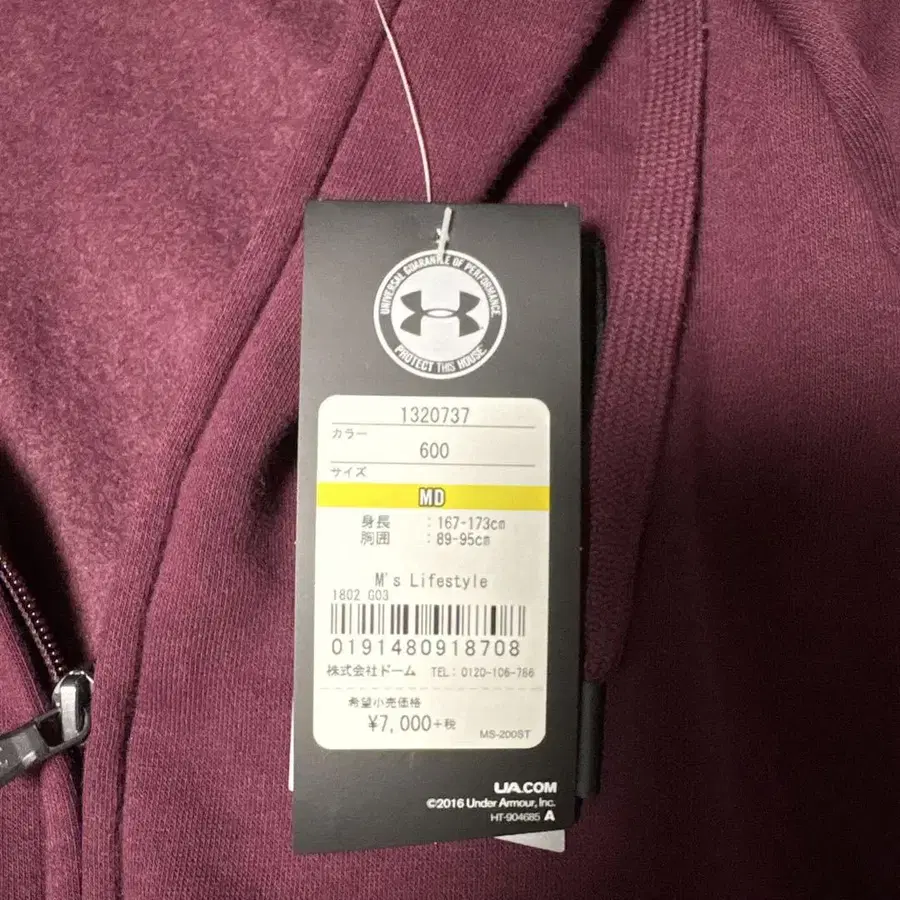 UNIVERSAL GUARANTEE OF PERFORMANCE.
PROTECT THIS HOUSE
1320737
カラー
600
サイズ
MD
身長 :167-173cm
胸囲 :89-95cm
M's Lifestyle
1802 G03
0191480918708
株式会社ドーム TEL: 0120-106-786
希望小売価格
¥7,000+税
MS-200ST
UA.COM
©2016 Under Armour, Inc.
HT-904685 A